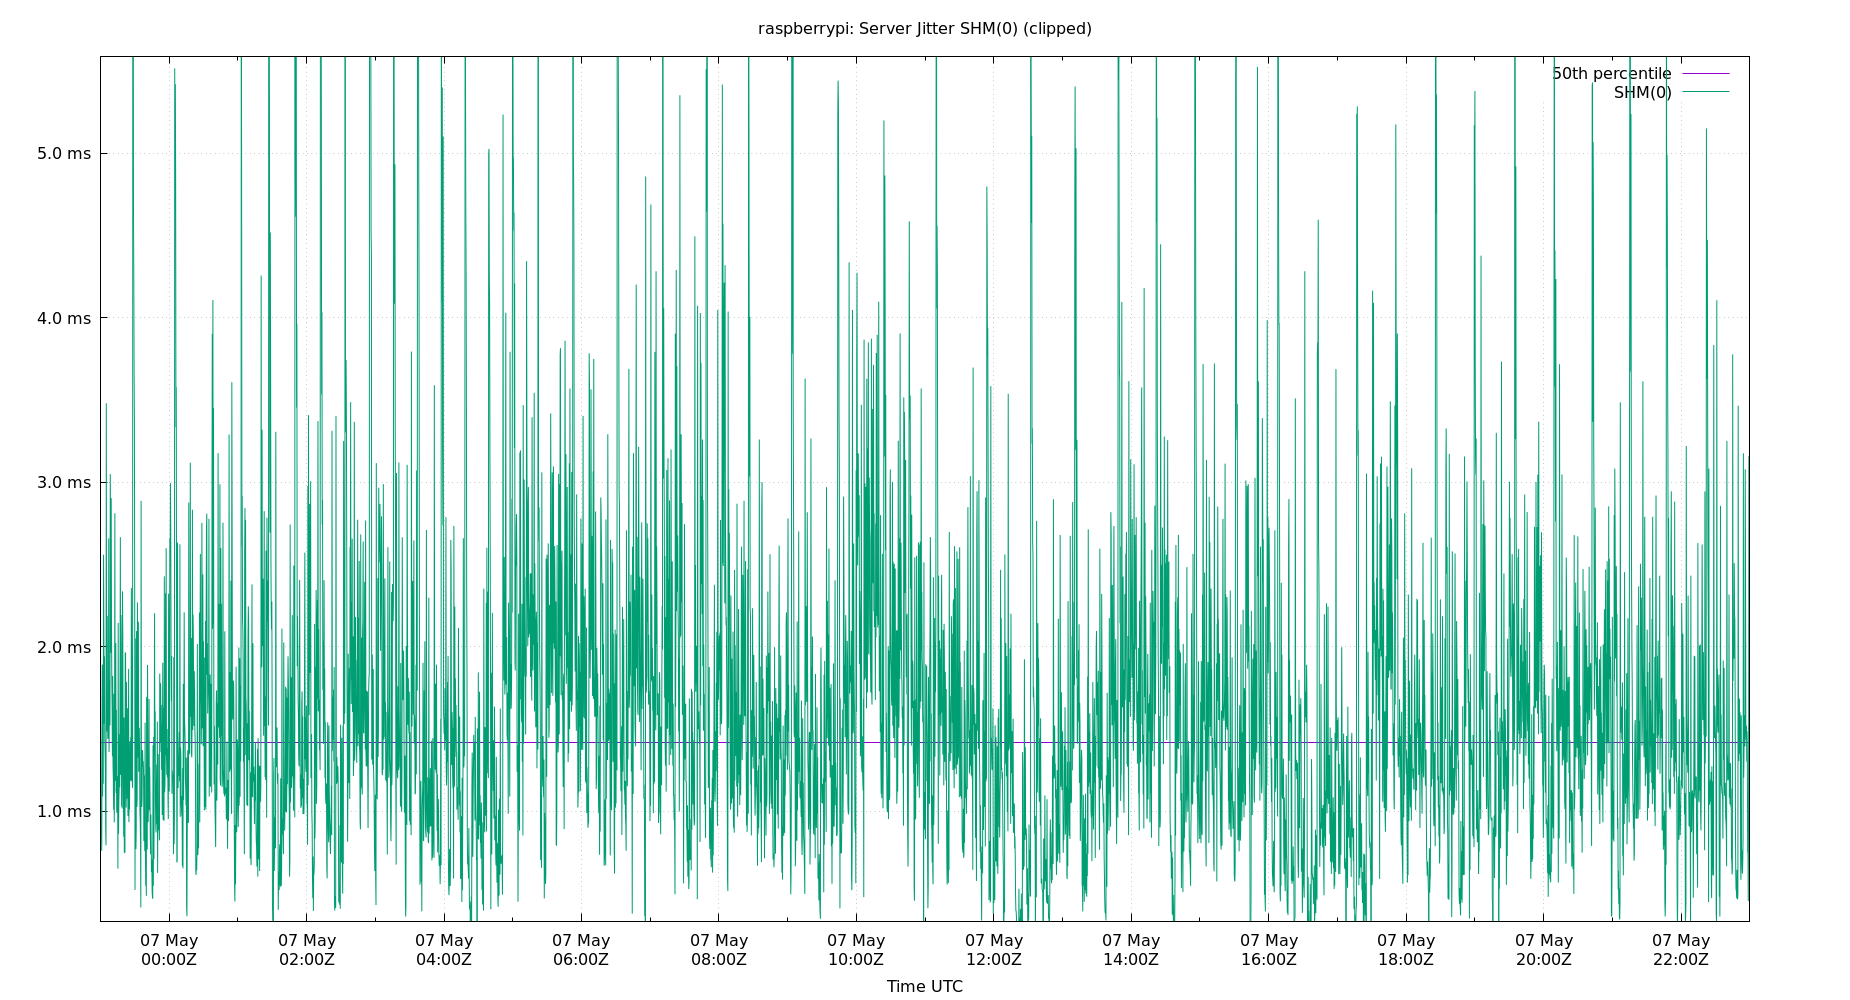 raspberrypi: Server Jitter SHM(0) (clipped)
50th percentile
SHM(0)
5.0 ms
4.0 ms
3.0 ms
2.0 ms
1.0 ms
07 May 07 May 07 May 07 May 07 May 07 May 07 May 07 May 07 May 07 May 07 May 07 May
00:00Z 02:00Z 04:00Z 06:00Z 08:00Z 10:00Z 12:00Z 14:00Z 16:00Z 18:00Z 20:00Z 22:00Z
Time UTC